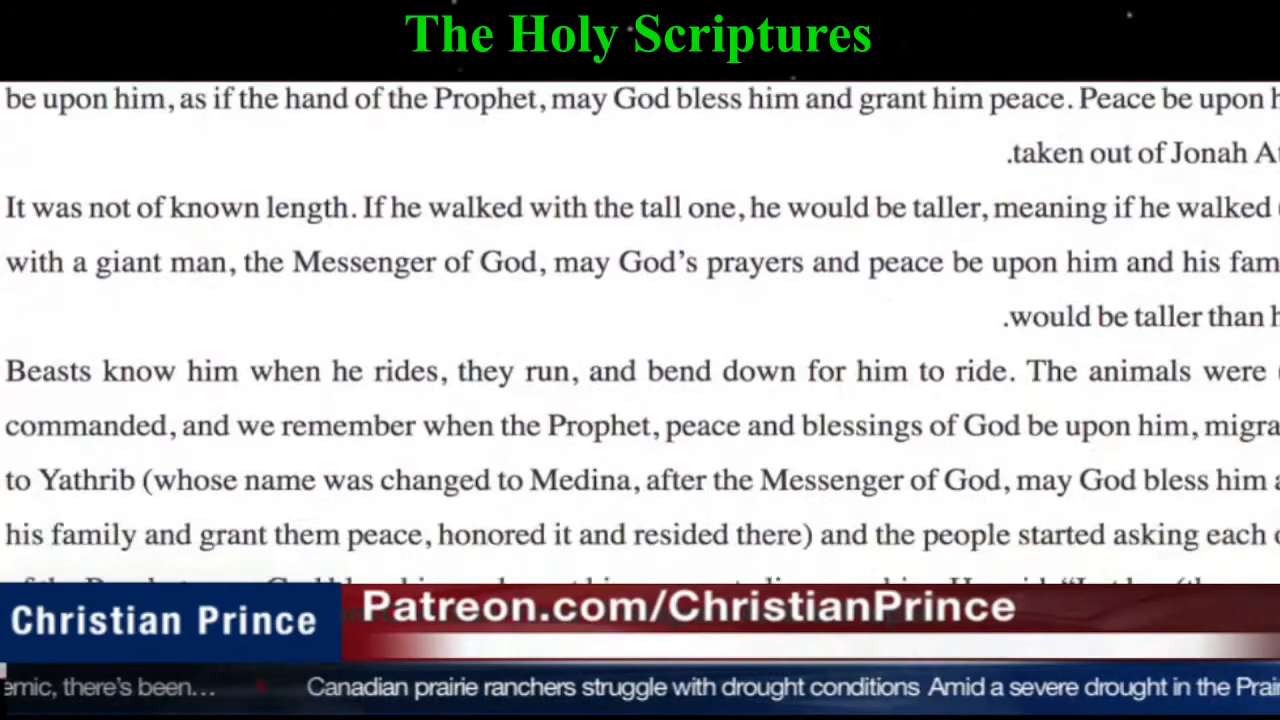 The Holy Scriptures
be upon him, as if the hand of the Prophet, may God bless him and grant him peace. Peace be upon
.taken out of Jonah
It was not of known length. If he walked with the tall one, he would be taller, meaning if he walked
with a giant man, the Messenger of God, may God's prayers and peace be upon him and his
.would be taller than
Beasts know him when he rides, they run, and bend down for him to ride. The animals were
commanded, and we remember when the Prophet, peace and blessings of God be upon him,
to Yathrib (whose name was changed to Medina, after the Messenger of God, may God bless him
his family and grant them peace, honored it and resided there) and the people started asking each
Christian Prince
Patreon.com/ChristianPrince
emic, there's been...
Canadian prairie ranchers struggle with drought conditions Amid a severe drought in the